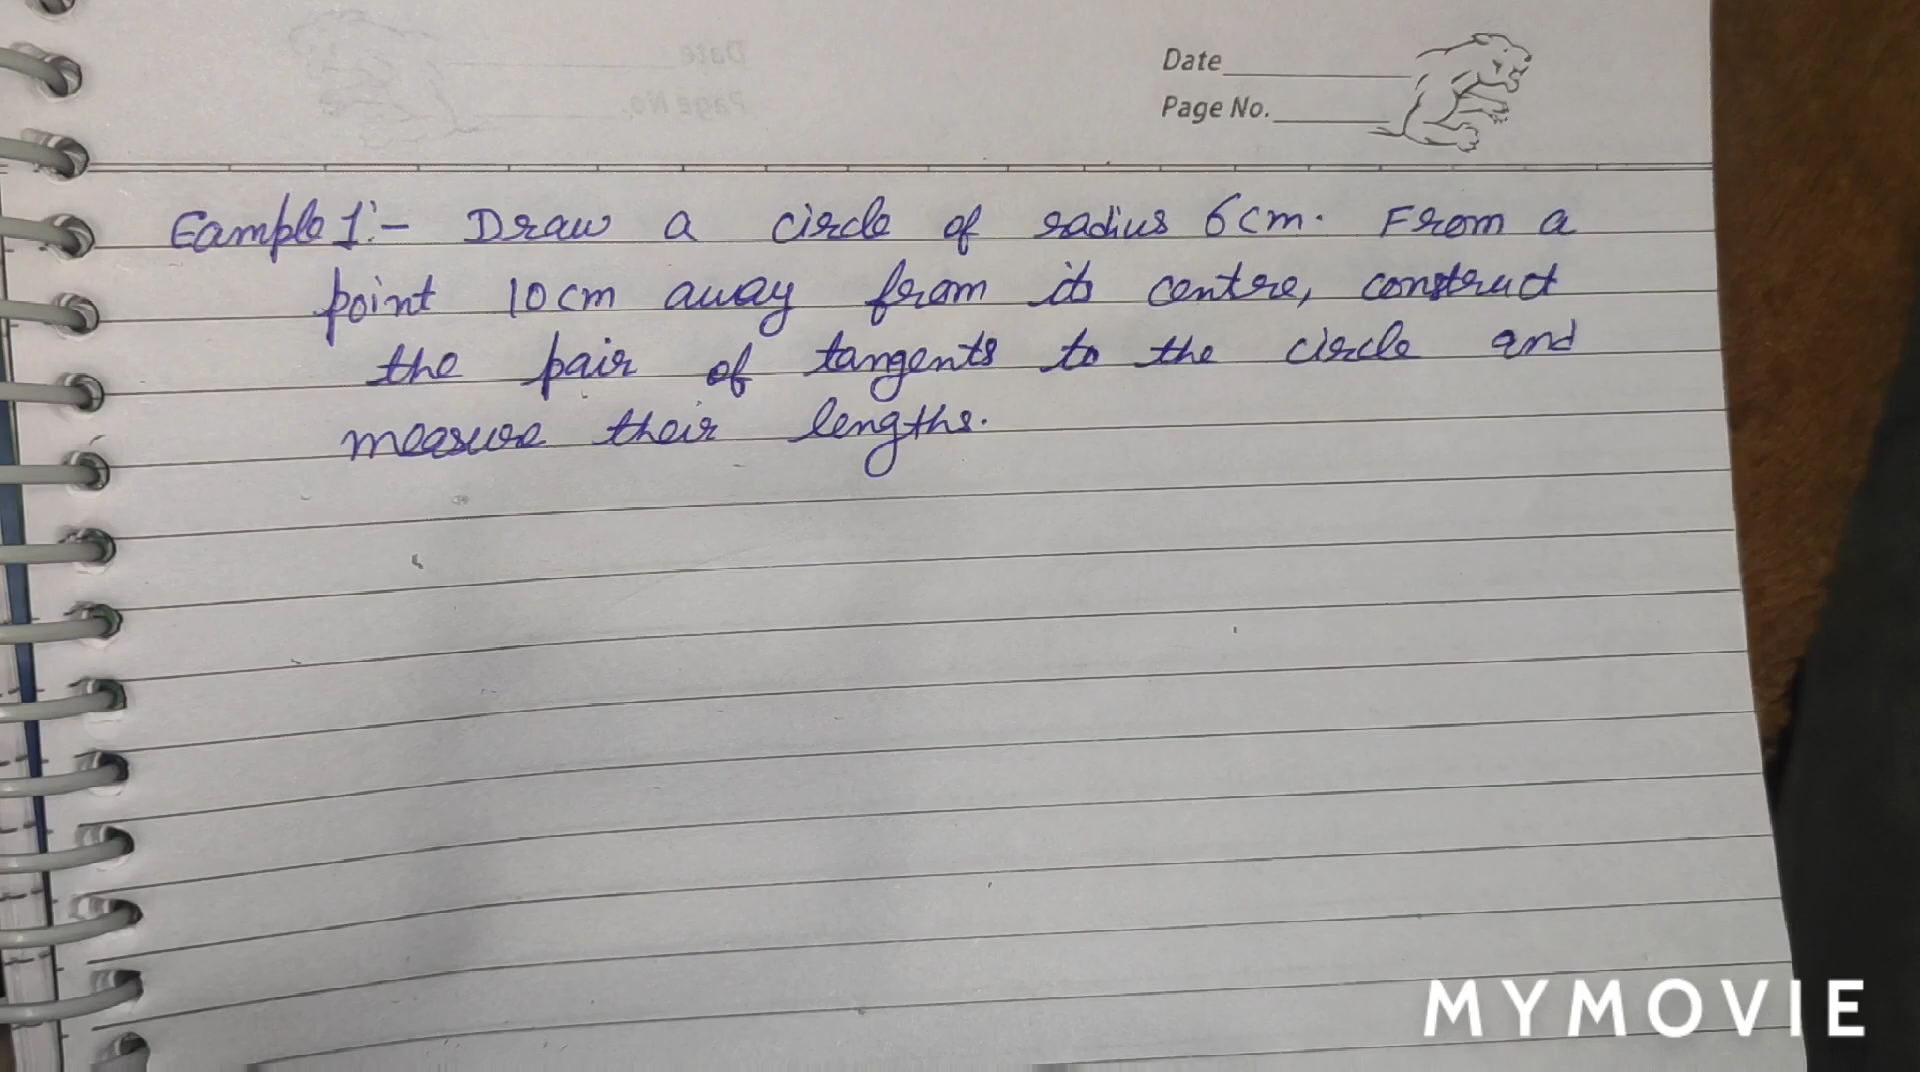 Date
Page No.
Eample 1:- Draw a circle of radius 6cm. From a
point 10cm away from its centre, construct
the pair of tangents to the circle and
measure their lengths.
MYMOVIE